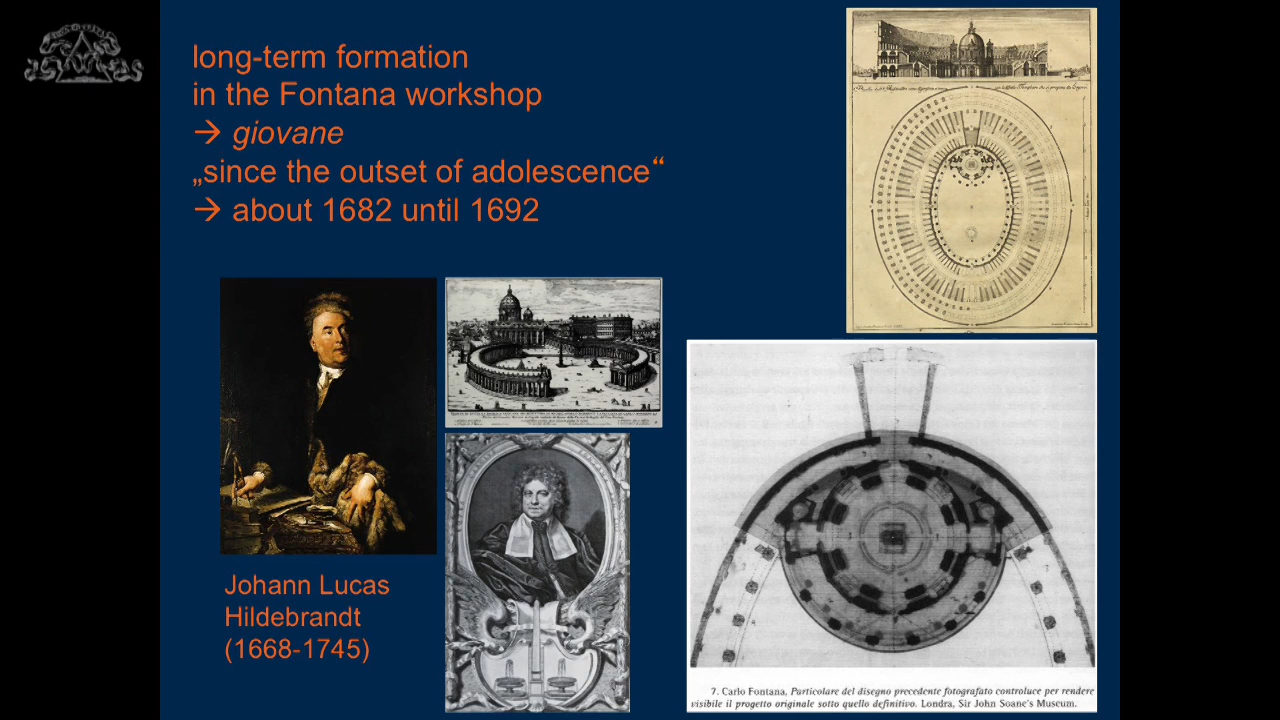 long-term formation
in the Fontana workshop
→ giovane
„since the outset of adolescence“
→ about 1682 until 1692
Johann Lucas
Hildebrandt
(1668-1745)
7. Carlo Fontana, Particolare del disegno precedente fotografato controluce per rendere
visibile il progetto originale sotto quello definitivo. Londra, Sir John Soane's Museum.